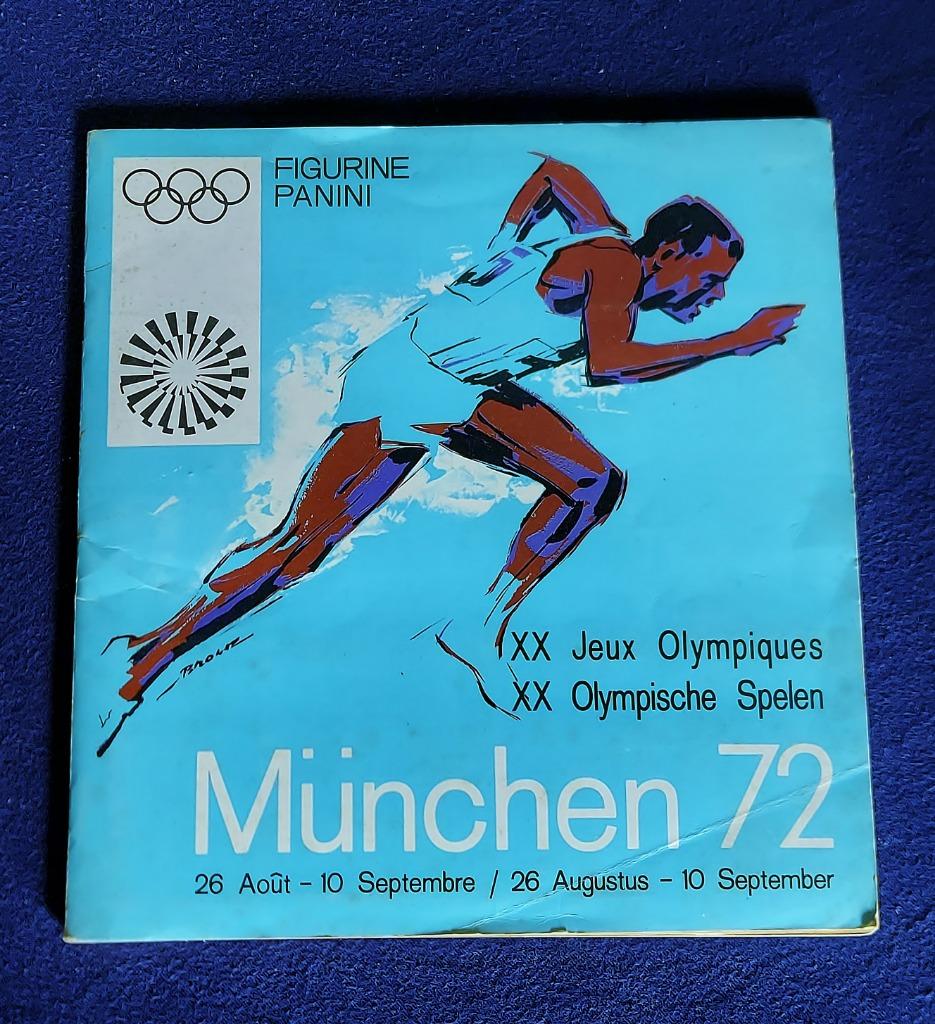 FIGURINE
PANINI
XX Jeux Olympiques
XX Olympische Spelen
München 72
26 Août - 10 Septembre / 26 Augustus - 10 September